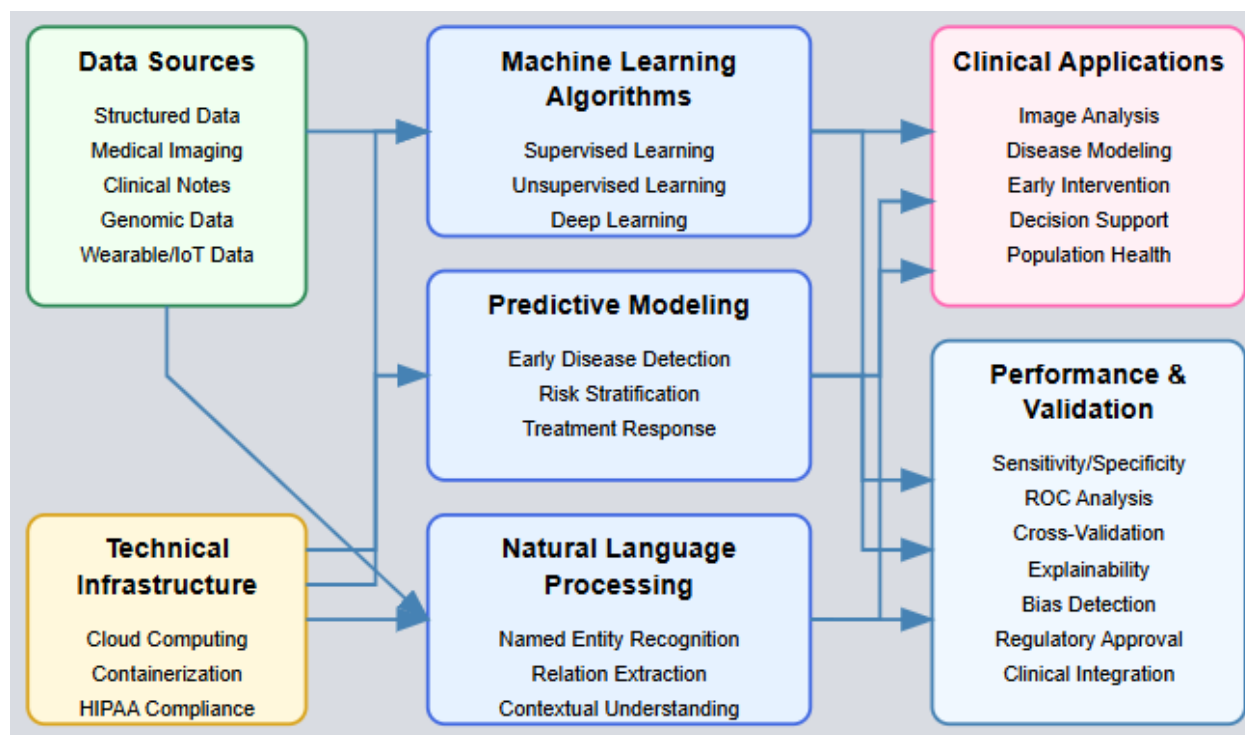 Data Sources
Structured Data
Medical Imaging
Clinical Notes
Genomic Data
Wearable/IoT Data
Technical
Infrastructure
Cloud Computing
Containerization
HIPAA Compliance
Machine Learning
Algorithms
Supervised Learning
Unsupervised Learning
Deep Learning
Predictive Modeling
Early Disease Detection
Risk Stratification
Treatment Response
Natural Language
Processing
Named Entity Recognition
Relation Extraction
Contextual Understanding
Clinical Applications
Image Analysis
Disease Modeling
Early Intervention
Decision Support
Population Health
Performance &
Validation
Sensitivity/Specificity
ROC Analysis
Cross-Validation
Explainability
Bias Detection
Regulatory Approval
Clinical Integration